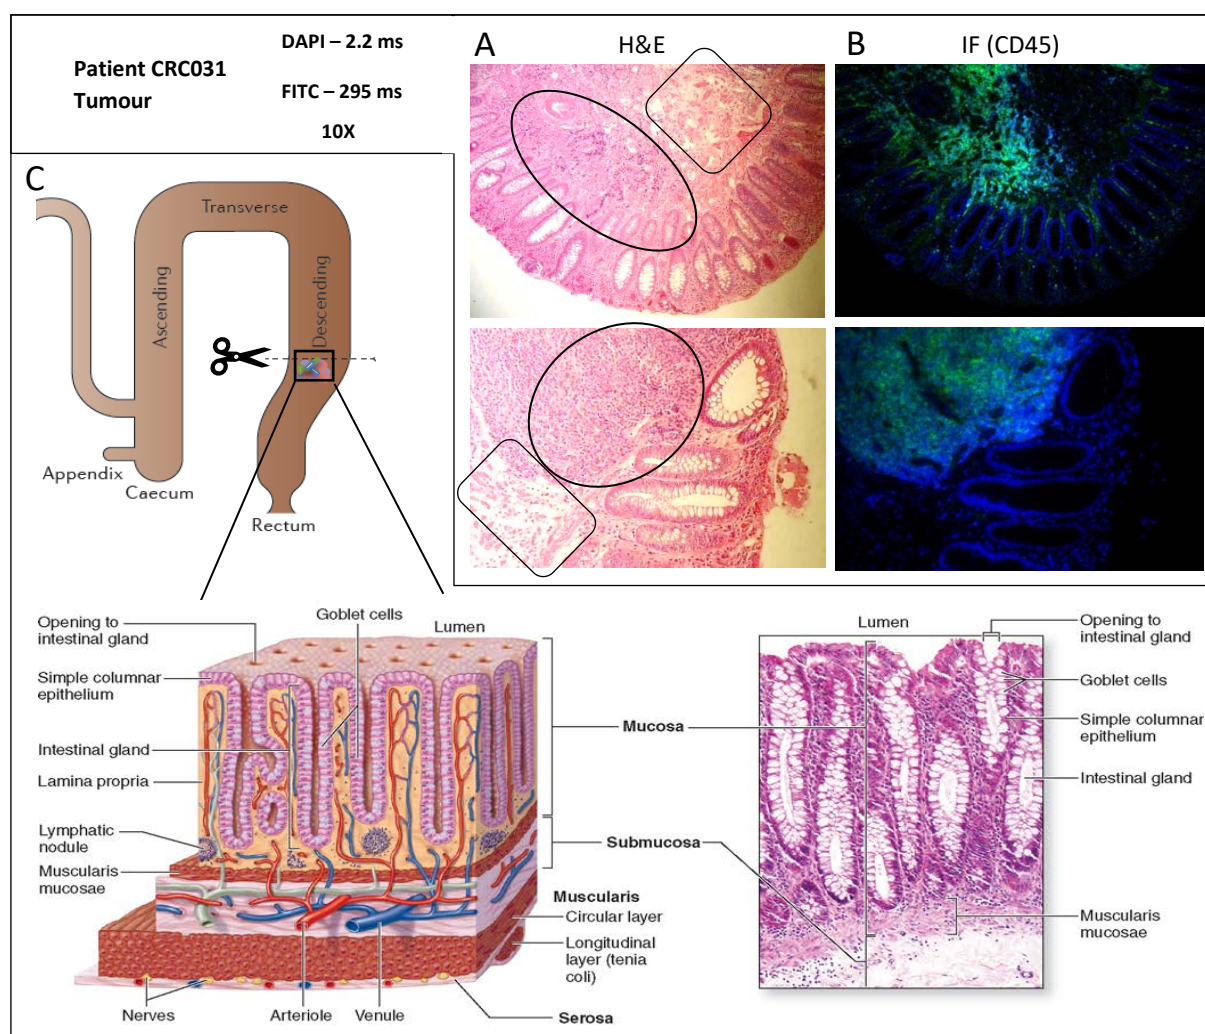 Patient CRC031
Tumour
DAPI – 2.2 ms
FITC – 295 ms
10X
A
H&E
B
IF (CD45)
C
Transverse
Ascending
Descending
Appendix
Caecum
Rectum
Opening to
intestinal gland
Simple columnar
epithelium
Intestinal gland
Lamina propria
Lymphatic
nodule
Muscularis
mucosae
Goblet cells
Lumen
Mucosa
Submucosa
Muscularis
Circular layer
Longitudinal
layer (tenia
coli)
Nerves
Arteriole
Venule
Serosa
Lumen
Opening to
intestinal gland
Goblet cells
Simple columnar
epithelium
Intestinal gland
Muscularis
mucosae